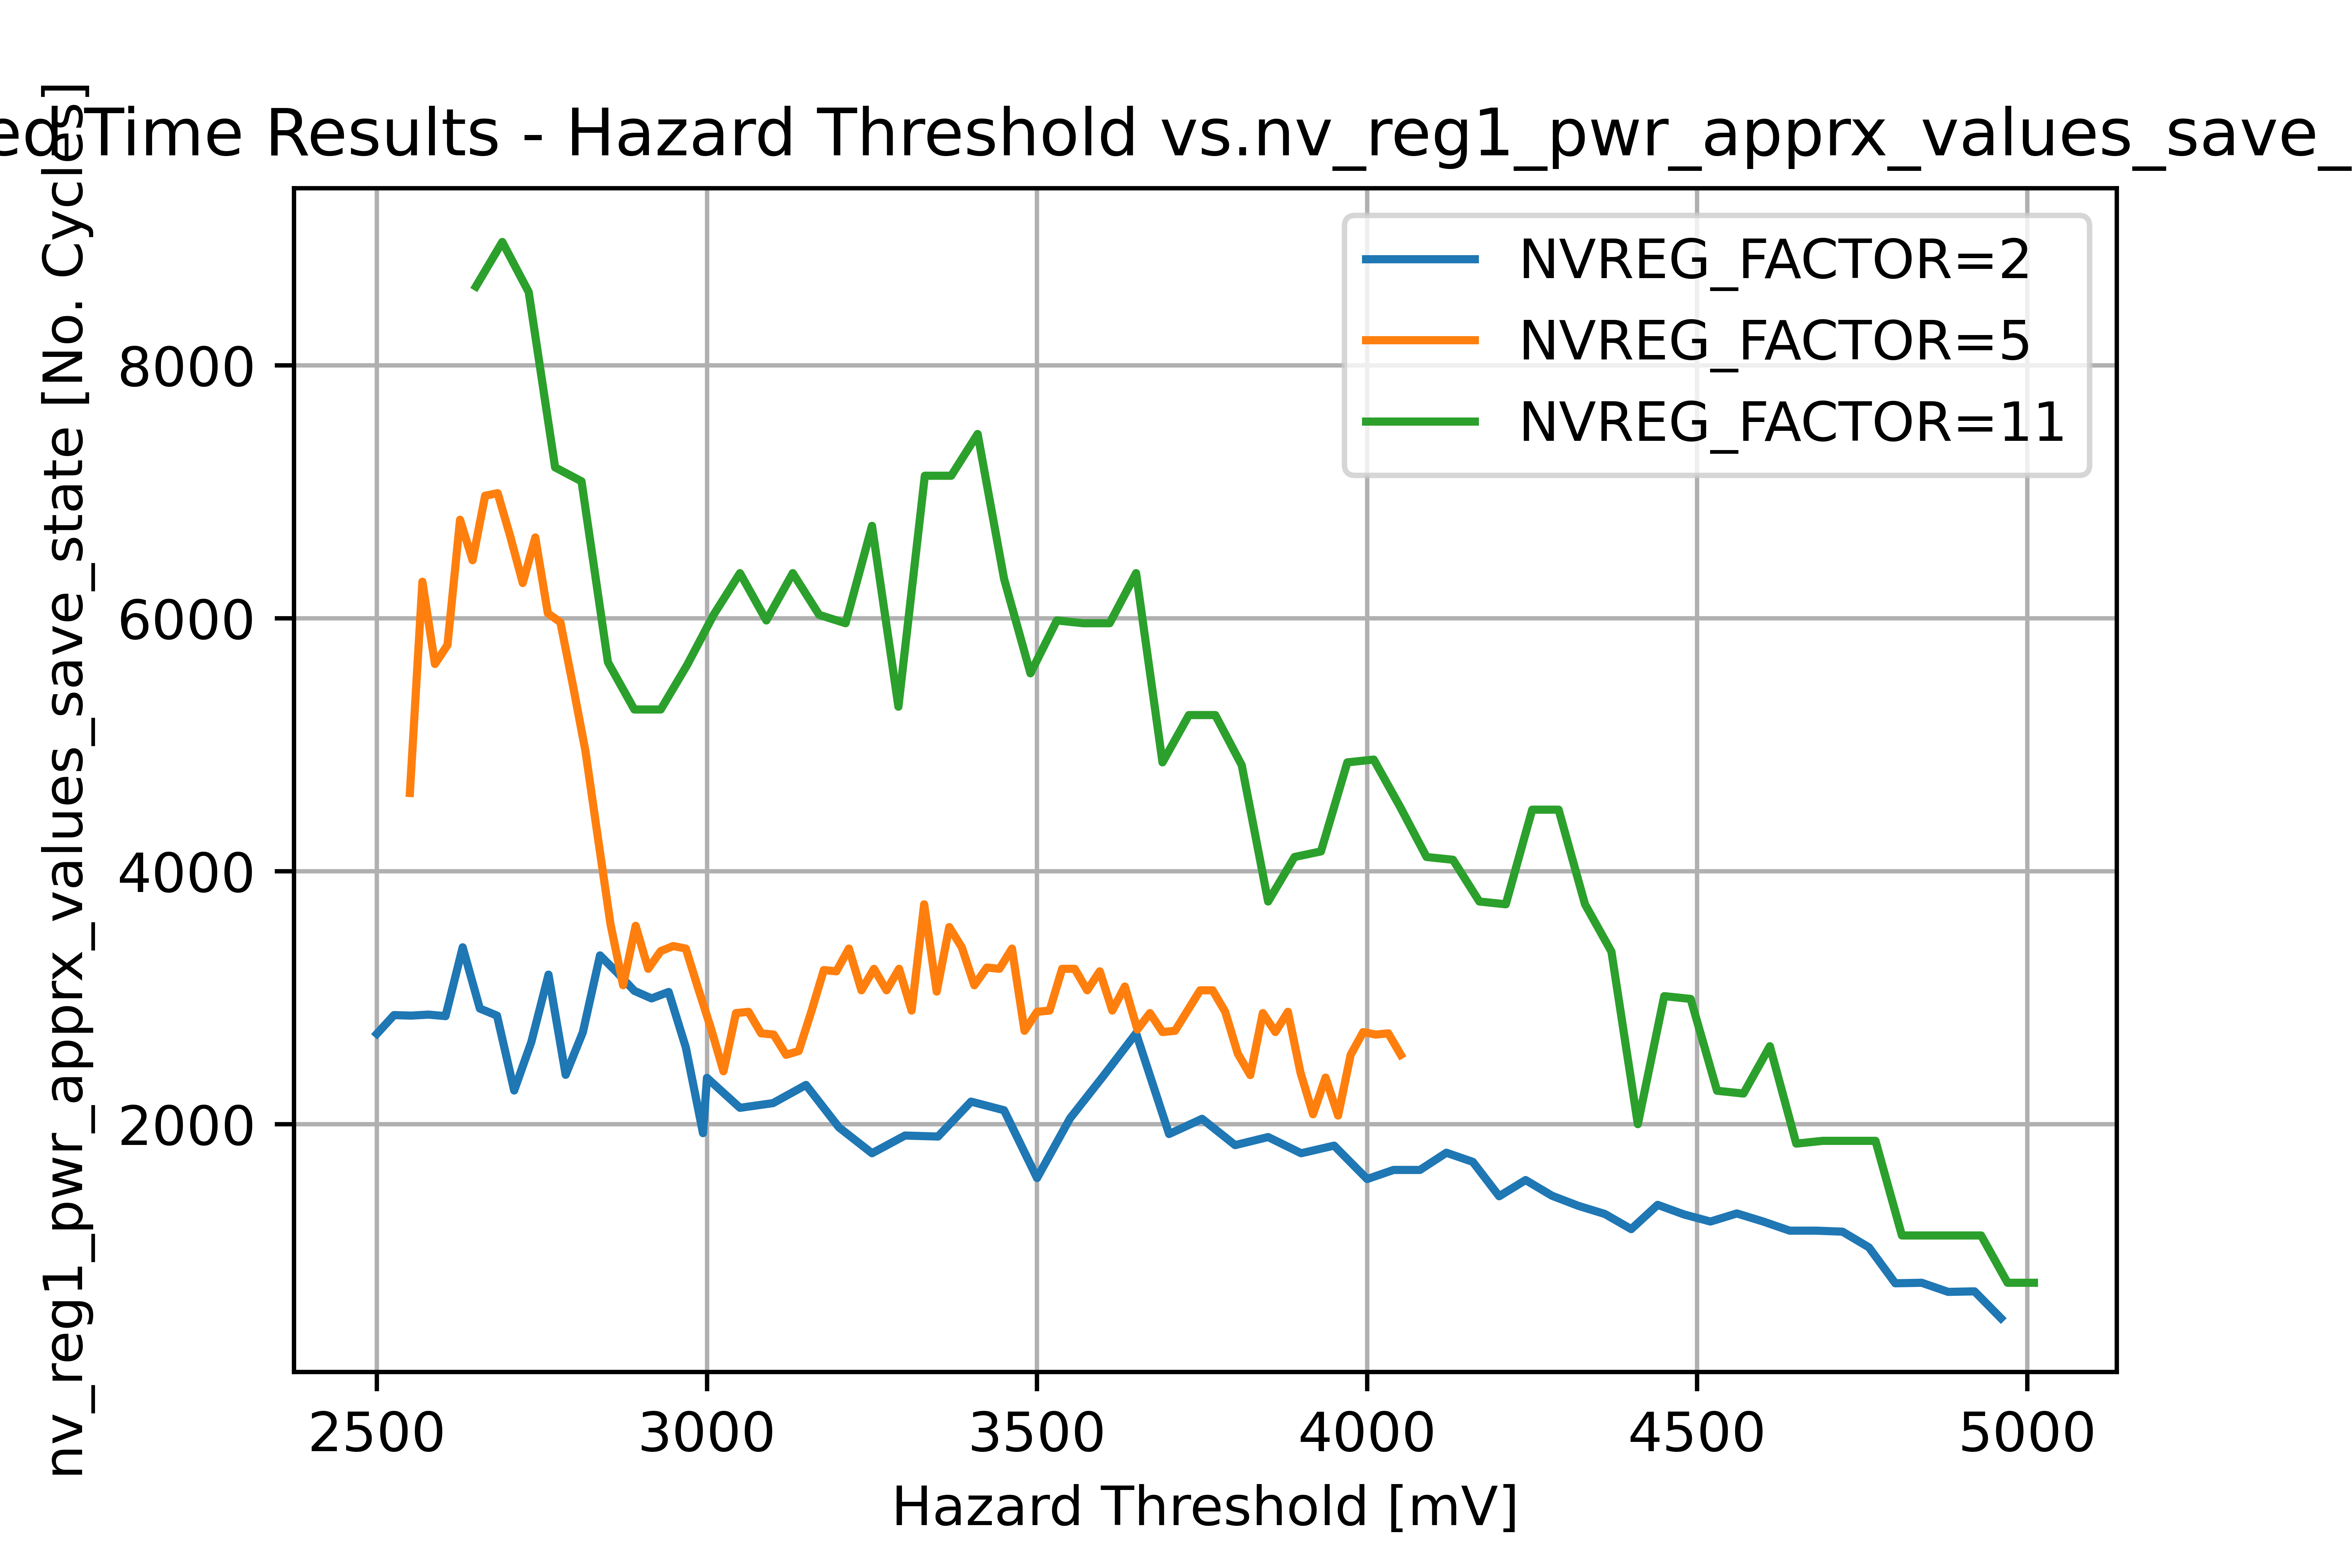 Time Results - Hazard Threshold vs.nv_reg1_pwr_apprx_values_save_
nv_reg1_pwr_apprx_values_save_state [No. Cycles]
NVREG_FACTOR=2
NVREG_FACTOR=5
NVREG_FACTOR=11
8000
6000
4000
2000
2500 3000 3500 4000 4500 5000
Hazard Threshold [mV]